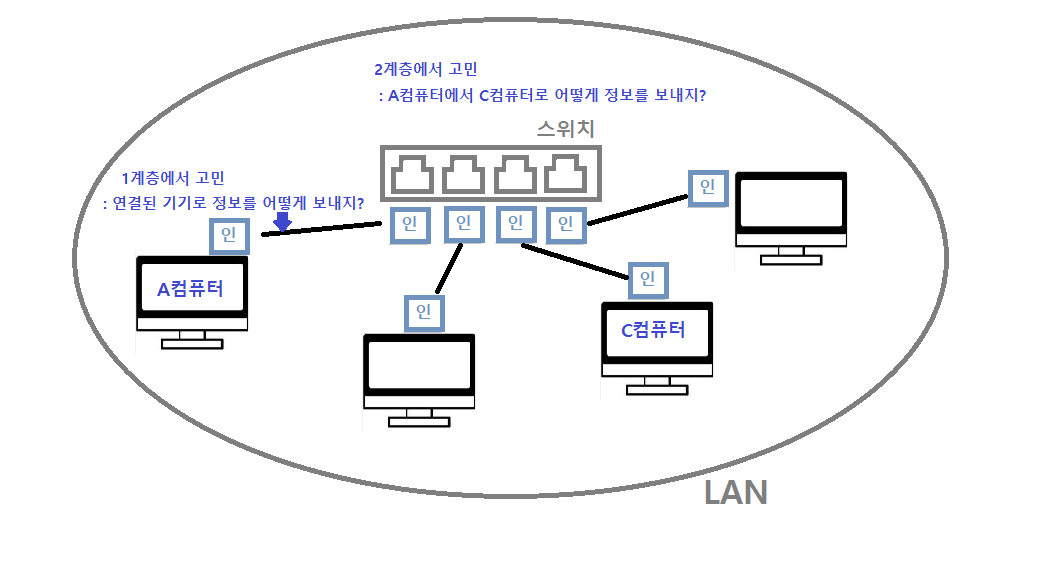 2계층에서 고민
: A컴퓨터에서 C컴퓨터로 어떻게 정보를 보내지?
스위치
1계층에서 고민
: 연결된 기기로 정보를 어떻게 보내지?
인
인
인
인
인
인
A컴퓨터
인
인
C컴퓨터
LAN